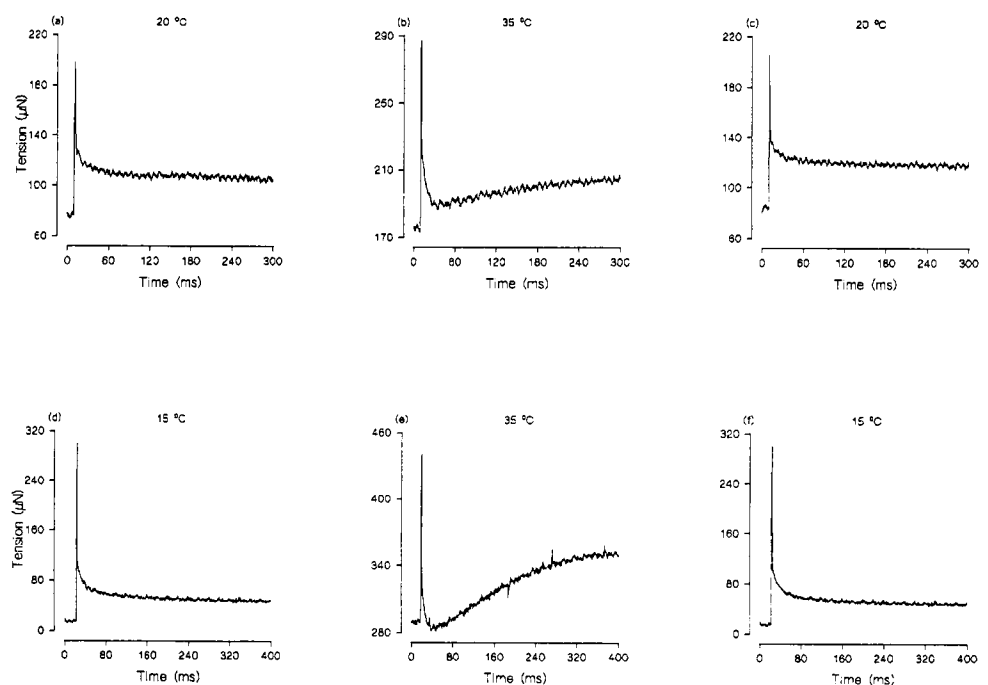 (a) 20 °C
220
180
140
100
60
Tension (μN)
0 60 120 180 240 300
Time (ms)
(b) 35 °C
290
250
210
170
0 60 120 180 240 300
Time (ms)
(c) 20 °C
220
180
140
100
60
0 60 120 180 240 300
Time (ms)
(d) 15 °C
320
240
160
80
0
Tension (μN)
0 80 160 240 320 400
Time (ms)
(e) 35 °C
460
400
340
280
0 80 160 240 320 400
Time (ms)
(f) 15 °C
320
240
160
80
0
0 80 160 240 320 400
Time (ms)